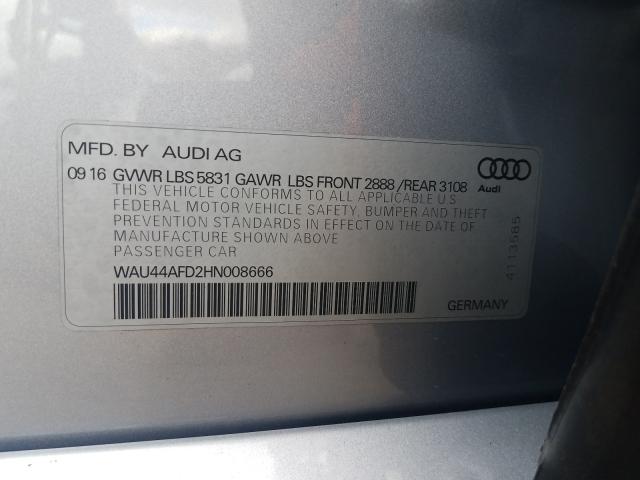 MFD. BY AUDI AG
09 16 GVWR LBS 5831 GAWR LBS FRONT 2888 /REAR 3108
THIS VEHICLE CONFORMS TO ALL APPLICABLE U.S
FEDERAL MOTOR VEHICLE SAFETY, BUMPER AND THEFT
PREVENTION STANDARDS IN EFFECT ON THE DATE OF
MANUFACTURE SHOWN ABOVE
PASSENGER CAR
WAU44AFD2HN008666
GERMANY
Audi
4113585